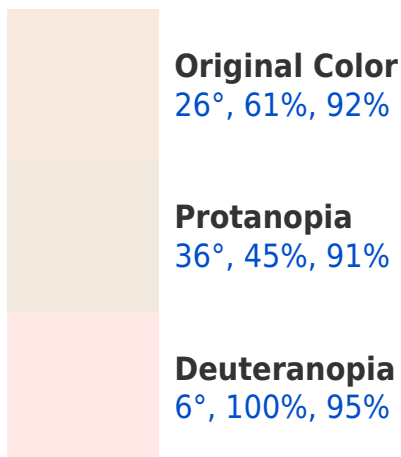 Original Color
26°, 61%, 92%
Protanopia
36°, 45%, 91%
Deuteranopia
6°, 100%, 95%